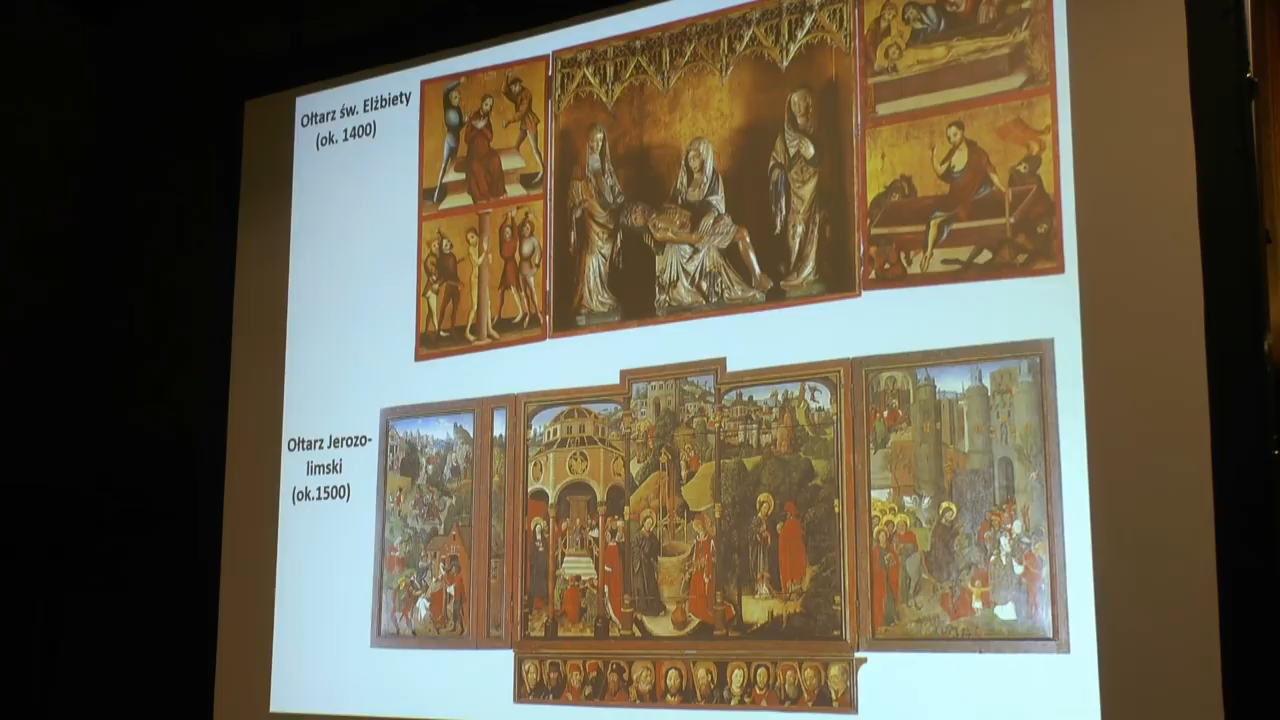 Ołtarz św. Elżbiety
(ok. 1400)
Ołtarz Jerozo-
limski
(ok.1500)